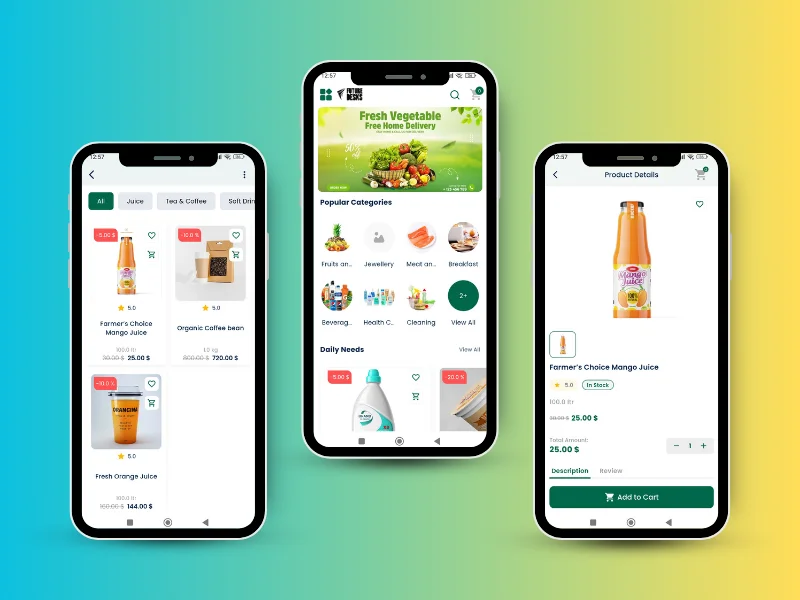 12:57
All
Juice
Tea & Coffee
Soft Drin
-5.00 $
5.0
Farmer's Choice
Mango Juice
100.0 ltr
30.00 $ 25.00 $
-10.0 %
5.0
Organic Coffee bean
1.0 kg
800.00 $ 720.00 $
-10.0 %
ORANGINA
5.0
Fresh Orange Juice
100.0 ltr
160.00 $ 144.00 $
12:57
FUTURE
DESKS
0
Fresh Vegetable
Free Home Delivery
50%
Popular Categories
Fruits an..
Jewellery
Meat an..
Breakfast
Beverag..
Health C..
Cleaning
2+
View All
Daily Needs
View All
-5.00 $
-20.0 %
12:57
Product Details
0
Mango
Juice
100%
Farmer's Choice Mango Juice
5.0
In Stock
100.0 ltr
30.00 $ 25.00 $
Total Amount:
25.00 $
1
Description
Review
Add to Cart